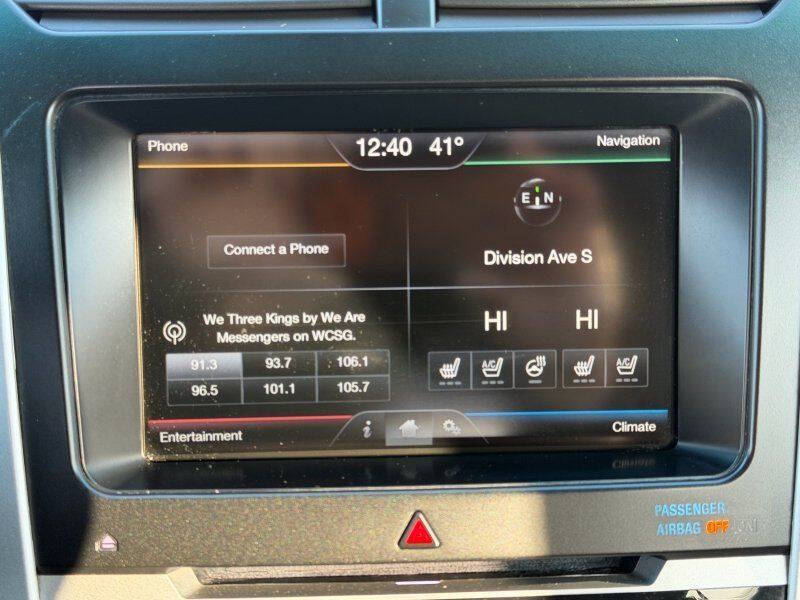 Phone
12:40 41°
Navigation
E N
Connect a Phone
Division Ave S
We Three Kings by We Are
Messengers on WCSG.
HI HI
91.3 93.7 106.1
A/C A/C
96.5 101.1 105.7
Entertainment
i
Climate
PASSENGER
AIRBAG OFF ON